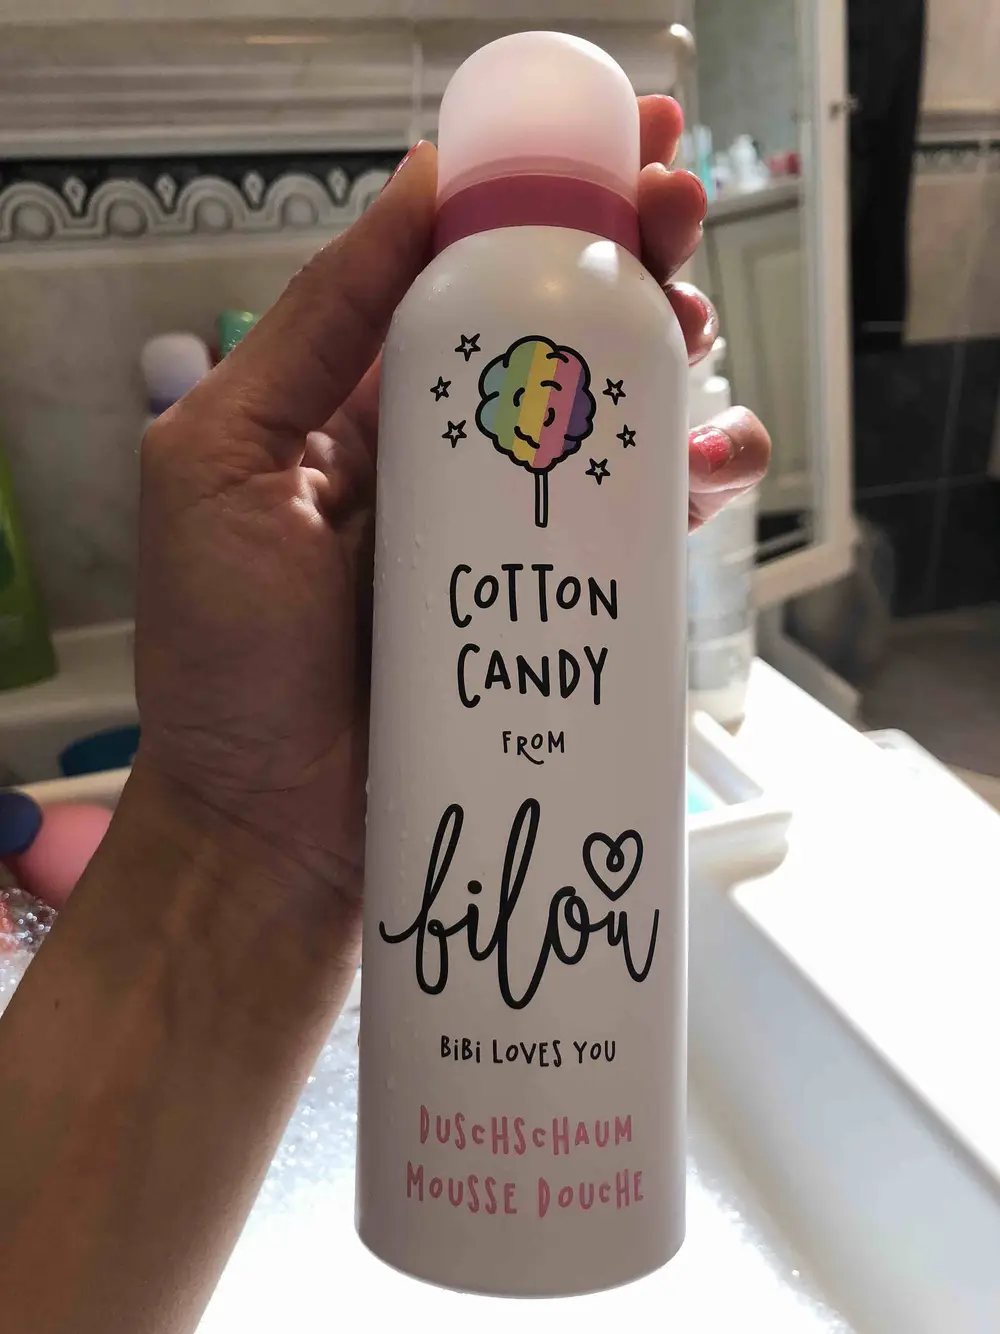 COTTON
CANDY
FROM
bilou
BiBi LOVES YOU
DUSCHSCHAUM
MOUSSE DOUCHE